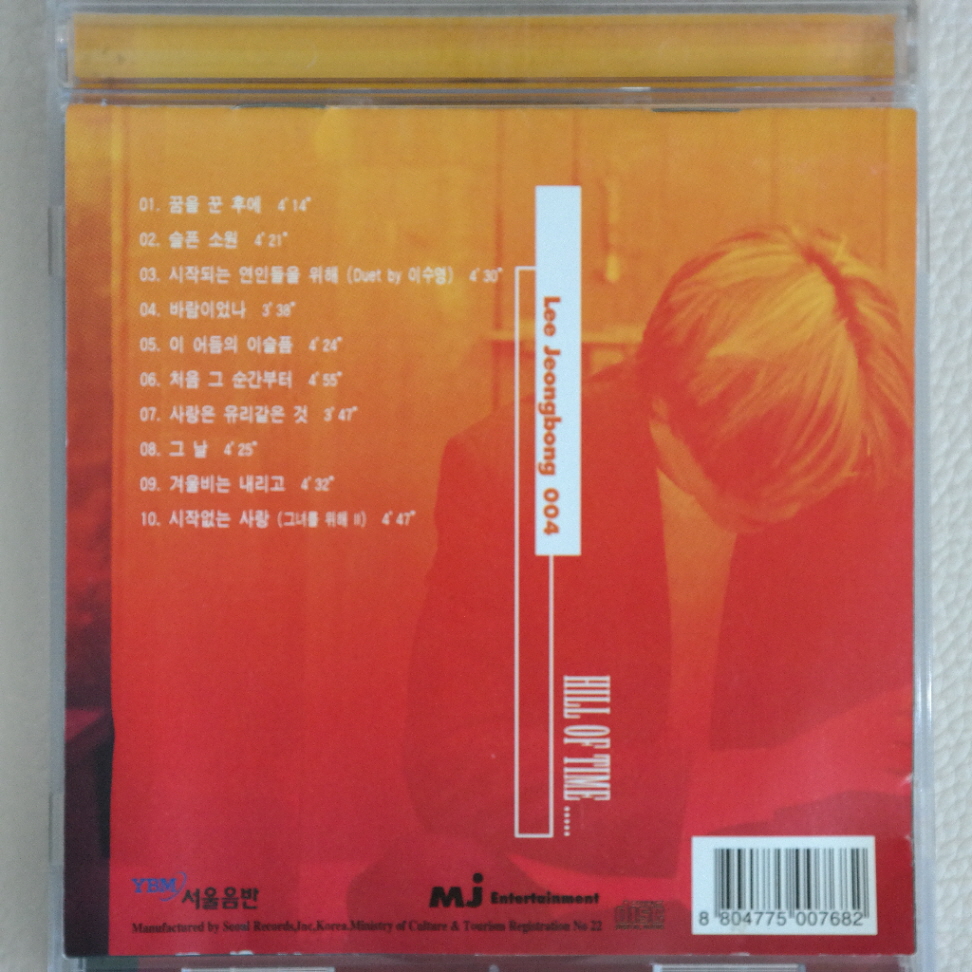 01. 꿈을 꾼 후에 4'14"
02. 슬픈 소원 4'21"
03. 시작되는 연인들을 위해 (Duet by 이수영) 4'30"
04. 바람이었나 3'38"
05. 이 어둠의 이슬픔 4'24"
06. 처음 그 순간부터 4'55"
07. 사랑은 유리같은 것 3'47"
08. 그 날 4'25"
09. 겨울비는 내리고 4'32"
10. 시작없는 사랑 (그녀를 위해 II) 4'47"
Lee Jeongbong 004
HILL OF TIME .....
YBM 서울음반
MJ Entertainment
Manufactured by Seoul Records,Inc,Korea.Ministry of Culture & Tourism Registration No 22
8 804775 007682